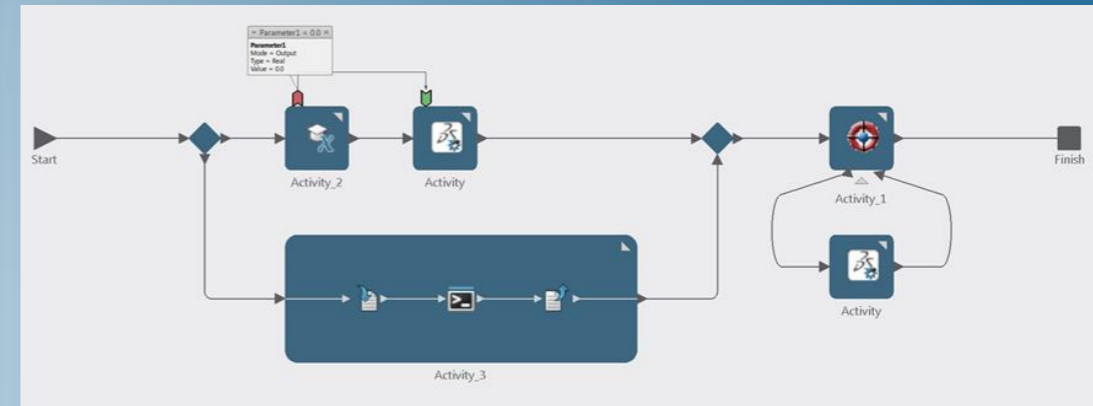 Parameter1 = 0.0
Parameter1
Mode = Output
Type = Real
Value = 0.0
Start
Activity_2
Activity
Finish
Activity_1
Activity
Activity_3